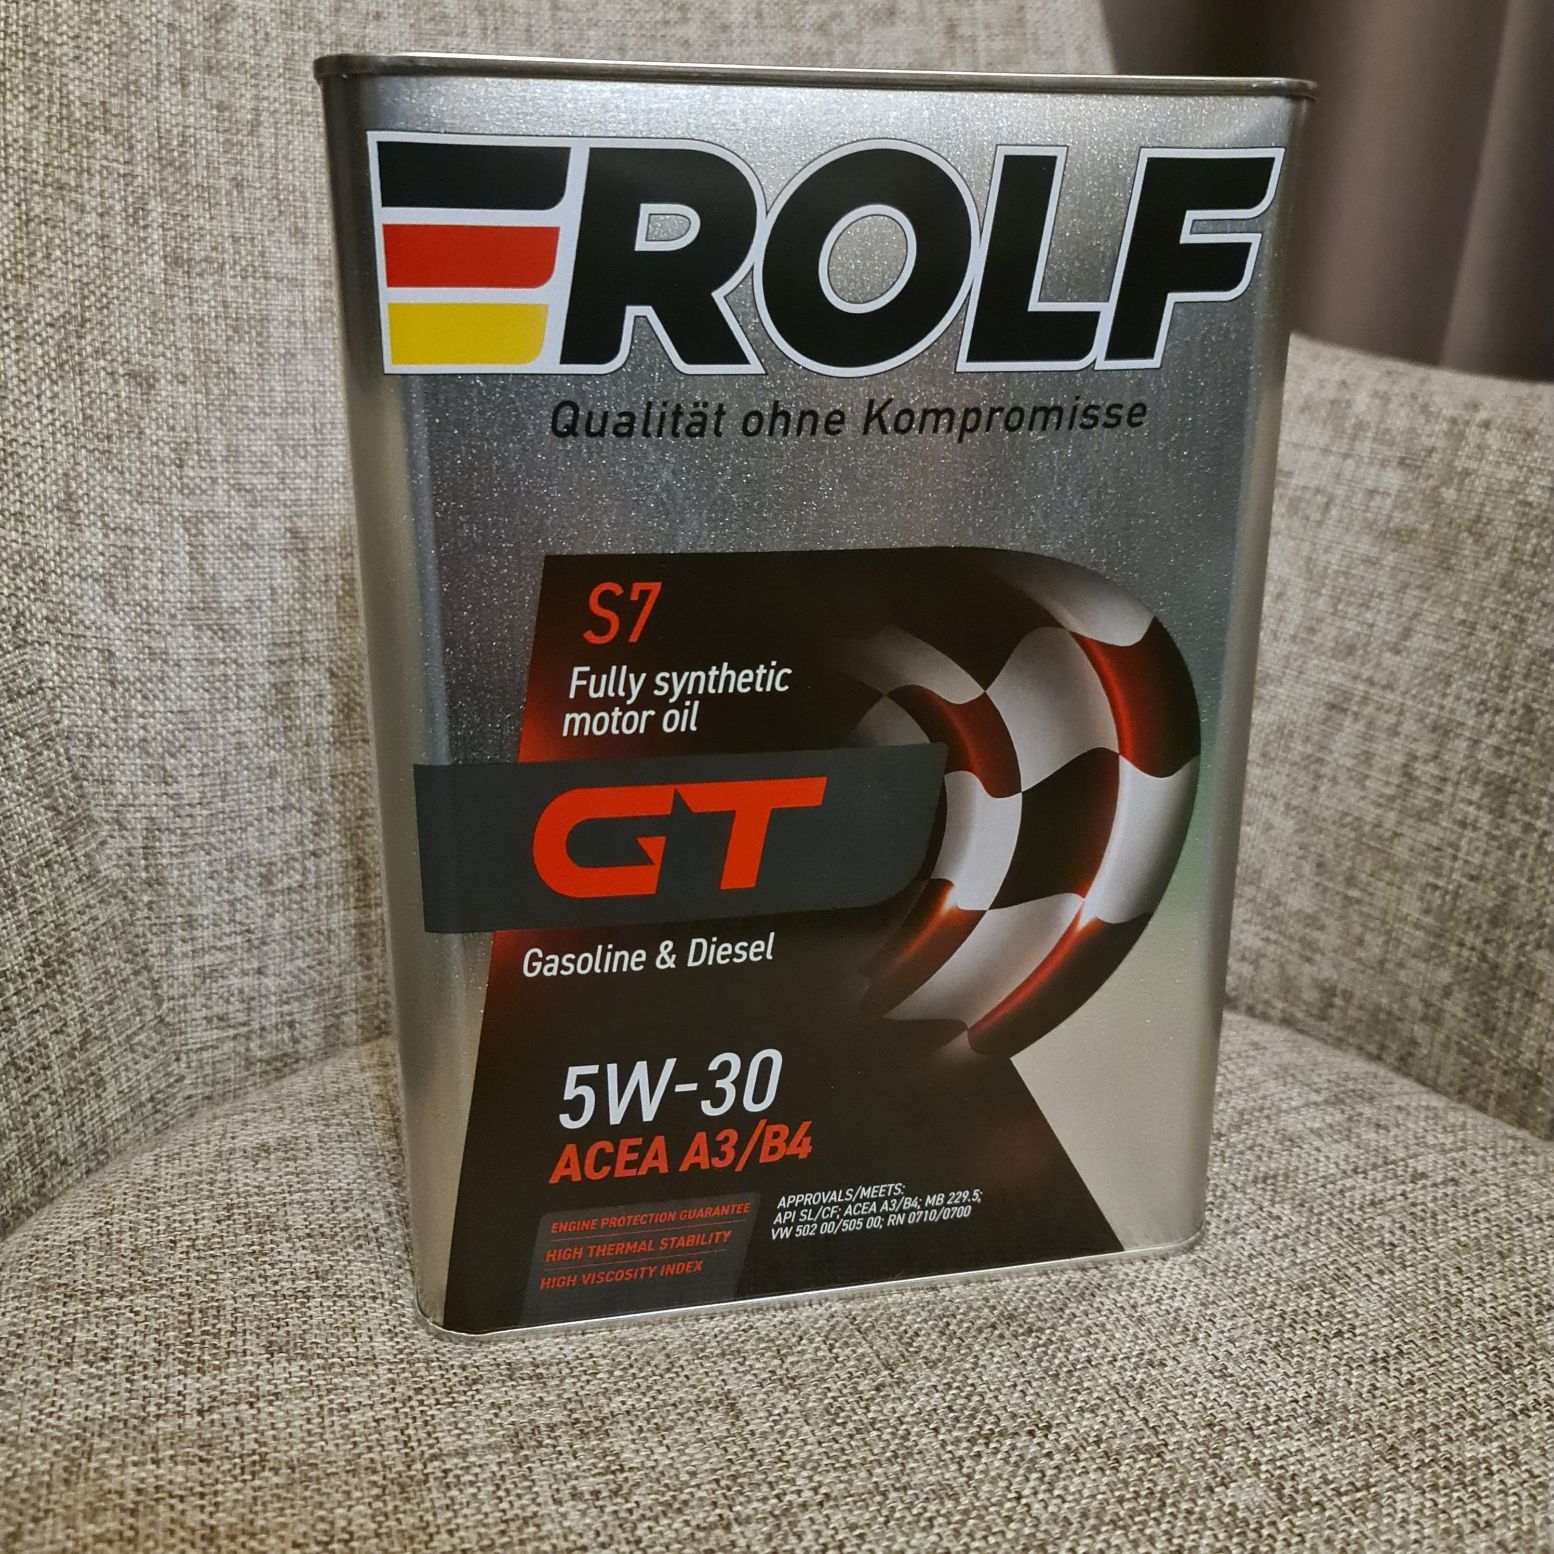 ROLF
Qualität ohne Kompromisse
S7
Fully synthetic
motor oil
GT
Gasoline & Diesel
5W-30
ACEA A3/B4
ENGINE PROTECTION GUARANTEE
HIGH THERMAL STABILITY
HIGH VISCOSITY INDEX
APPROVALS/MEETS:
API SL/CF; ACEA A3/B4; MB 229.5;
VW 502 00/505 00; RN 0710/0700